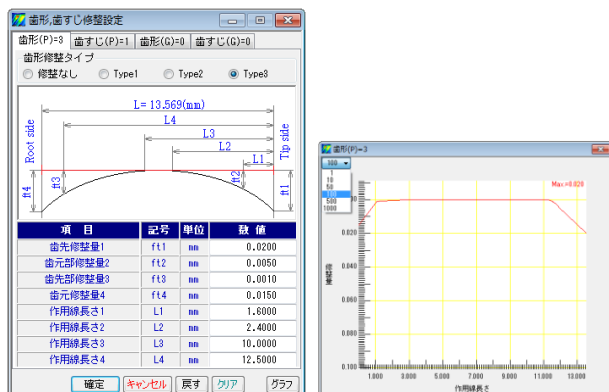 歯形,歯すじ修整設定
歯形(P)=3 歯すじ(P)=1 歯形(G)=0 歯すじ(G)=0
歯形修整タイプ
修整なし Type1 Type2 Type3
L= 13.569(mm)
L4
L3
L2
L1
Root side
Tip side
ft4
ft3
ft2
ft1
項 目 記号 単位 数 値
歯先修整量1 ft1 mm 0.0200
歯元部修整量2 ft2 mm 0.0050
歯先部修整量3 ft3 mm 0.0010
歯元修整量4 ft4 mm 0.0150
作用線長さ1 L1 mm 1.6000
作用線長さ2 L2 mm 2.4000
作用線長さ3 L3 mm 10.0000
作用線長さ4 L4 mm 12.5000
確定 キャンセル 戻す クリア グラフ
歯形(P)=3
100
1
10
50
100
500
1000
Max=0.020
0.020
0.040
0.060
0.080
0.100
修整量
1.000 3.000 5.000 7.000 9.000 11.000 13.000
作用線長さ